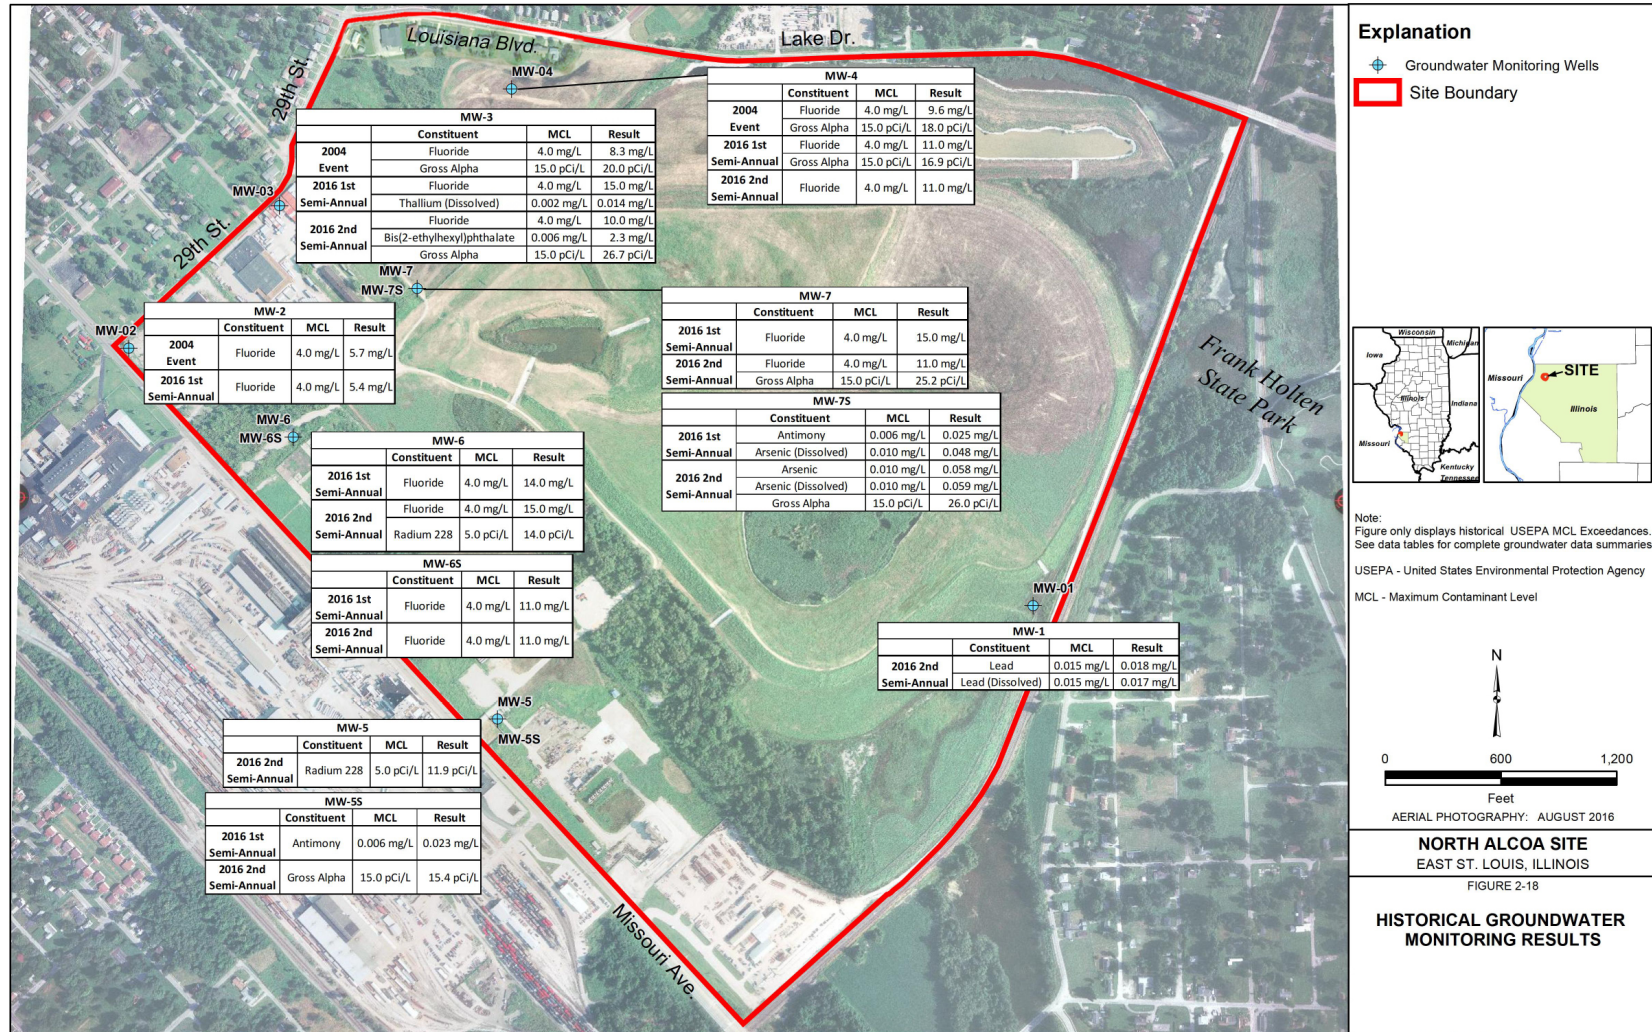 Louisiana Blvd.
Lake Dr.
29th St.
29th St.
Missouri Ave.
Frank Holten
State Park
MW-04
MW-03
MW-02
MW-7
MW-7S
MW-6
MW-6S
MW-5
MW-5S
MW-01
MW-4
Constituent MCL Result
2004 Event Fluoride 4.0 mg/L 9.6 mg/L
Gross Alpha 15.0 pCi/L 18.0 pCi/L
2016 1st Semi-Annual Fluoride 4.0 mg/L 11.0 mg/L
Gross Alpha 15.0 pCi/L 16.9 pCi/L
2016 2nd Semi-Annual Fluoride 4.0 mg/L 11.0 mg/L
MW-3
Constituent MCL Result
2004 Event Fluoride 4.0 mg/L 8.3 mg/L
Gross Alpha 15.0 pCi/L 20.0 pCi/L
2016 1st Semi-Annual Fluoride 4.0 mg/L 15.0 mg/L
Thallium (Dissolved) 0.002 mg/L 0.014 mg/L
2016 2nd Semi-Annual Fluoride 4.0 mg/L 10.0 mg/L
Bis(2-ethylhexyl)phthalate 0.006 mg/L 2.3 mg/L
Gross Alpha 15.0 pCi/L 26.7 pCi/L
MW-2
Constituent MCL Result
2004 Event Fluoride 4.0 mg/L 5.7 mg/L
2016 1st Semi-Annual Fluoride 4.0 mg/L 5.4 mg/L
MW-7
Constituent MCL Result
2016 1st Semi-Annual Fluoride 4.0 mg/L 15.0 mg/L
2016 2nd Semi-Annual Fluoride 4.0 mg/L 11.0 mg/L
Gross Alpha 15.0 pCi/L 25.2 pCi/L
MW-7S
Constituent MCL Result
2016 1st Semi-Annual Antimony 0.006 mg/L 0.025 mg/L
Arsenic (Dissolved) 0.010 mg/L 0.048 mg/L
2016 2nd Semi-Annual Arsenic 0.010 mg/L 0.058 mg/L
Arsenic (Dissolved) 0.010 mg/L 0.059 mg/L
Gross Alpha 15.0 pCi/L 26.0 pCi/L
MW-6
Constituent MCL Result
2016 1st Semi-Annual Fluoride 4.0 mg/L 14.0 mg/L
2016 2nd Semi-Annual Fluoride 4.0 mg/L 15.0 mg/L
Radium 228 5.0 pCi/L 14.0 pCi/L
MW-6S
Constituent MCL Result
2016 1st Semi-Annual Fluoride 4.0 mg/L 11.0 mg/L
2016 2nd Semi-Annual Fluoride 4.0 mg/L 11.0 mg/L
MW-1
Constituent MCL Result
2016 2nd Semi-Annual Lead 0.015 mg/L 0.018 mg/L
Lead (Dissolved) 0.015 mg/L 0.017 mg/L
MW-5
Constituent MCL Result
2016 2nd Semi-Annual Radium 228 5.0 pCi/L 11.9 pCi/L
MW-5S
Constituent MCL Result
2016 1st Semi-Annual Antimony 0.006 mg/L 0.023 mg/L
2016 2nd Semi-Annual Gross Alpha 15.0 pCi/L 15.4 pCi/L
Explanation
Groundwater Monitoring Wells
Site Boundary
Wisconsin
Michigan
Iowa
Illinois
Indiana
Missouri
Kentucky
Tennessee
Missouri
SITE
Illinois
Note:
Figure only displays historical USEPA MCL Exceedances.
See data tables for complete groundwater data summaries
USEPA - United States Environmental Protection Agency
MCL - Maximum Contaminant Level
N
0 600 1,200
Feet
AERIAL PHOTOGRAPHY: AUGUST 2016
NORTH ALCOA SITE
EAST ST. LOUIS, ILLINOIS
FIGURE 2-18
HISTORICAL GROUNDWATER
MONITORING RESULTS